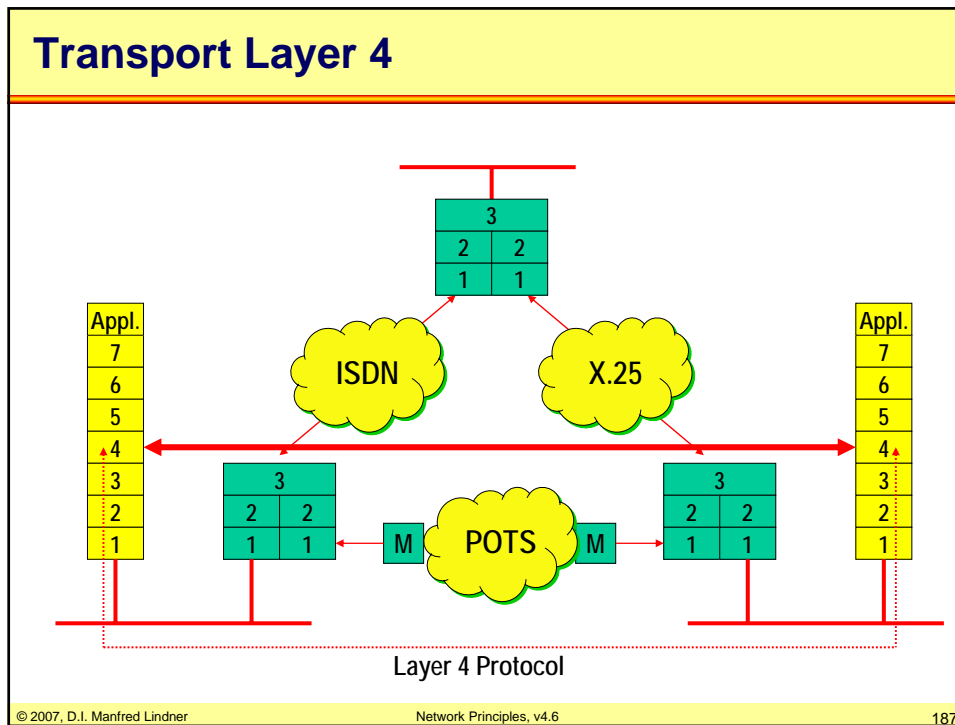 Transport Layer 4
3
2 2
1 1
Appl.
7
6
5
4
3
2
1
ISDN
X.25
Appl.
7
6
5
4
3
2
1
3
2 2
1 1
M
POTS
M
3
2 2
1 1
Layer 4 Protocol
© 2007, D.I. Manfred Lindner
Network Principles, v4.6
187